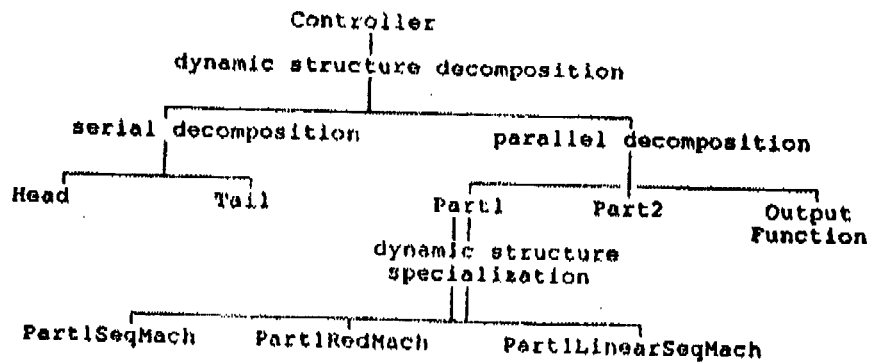 Controller
dynamic structure decomposition
serial decomposition
parallel decomposition
Head
Tail
Part1
Part2
Output
Function
dynamic structure
specialization
Part1SeqMach
Part1RedMach
Part1LinearSeqMach